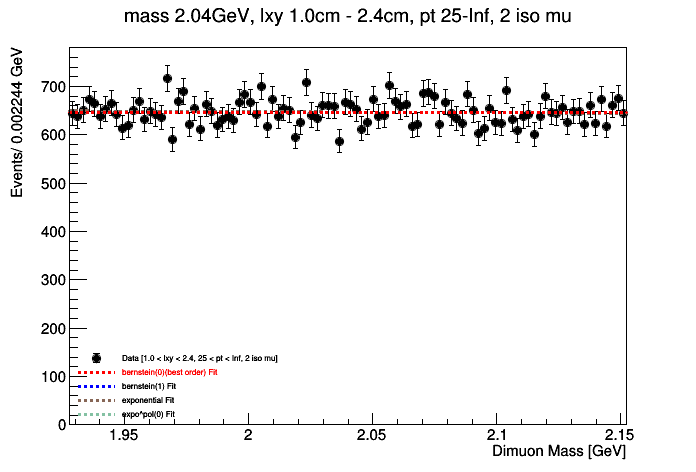 mass 2.04GeV, lxy 1.0cm - 2.4cm, pt 25-Inf, 2 iso mu
Events/ 0.002244 GeV
700
600
500
400
300
200
100
0
Data [1.0 < lxy < 2.4, 25 < pt < Inf, 2 iso mu]
bernstein(0)(best order) Fit
bernstein(1) Fit
exponential Fit
expo*pol(0) Fit
1.95 2 2.05 2.1 2.15
Dimuon Mass [GeV]